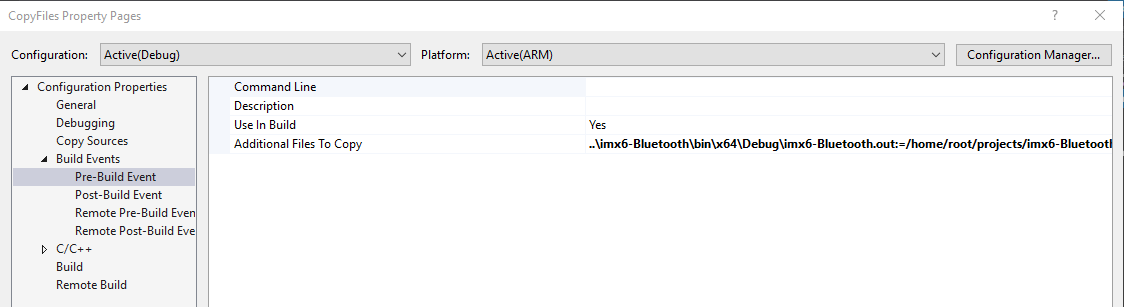 CopyFiles Property Pages
Configuration: Active(Debug) Platform: Active(ARM) Configuration Manager...
Configuration Properties
General
Debugging
Copy Sources
Build Events
Pre-Build Event
Post-Build Event
Remote Pre-Build Even
Remote Post-Build Eve
C/C++
Build
Remote Build
Command Line
Description
Use In Build Yes
Additional Files To Copy ..\imx6-Bluetooth\bin\x64\Debug\imx6-Bluetooth.out:=/home/root/projects/imx6-Bluetooth